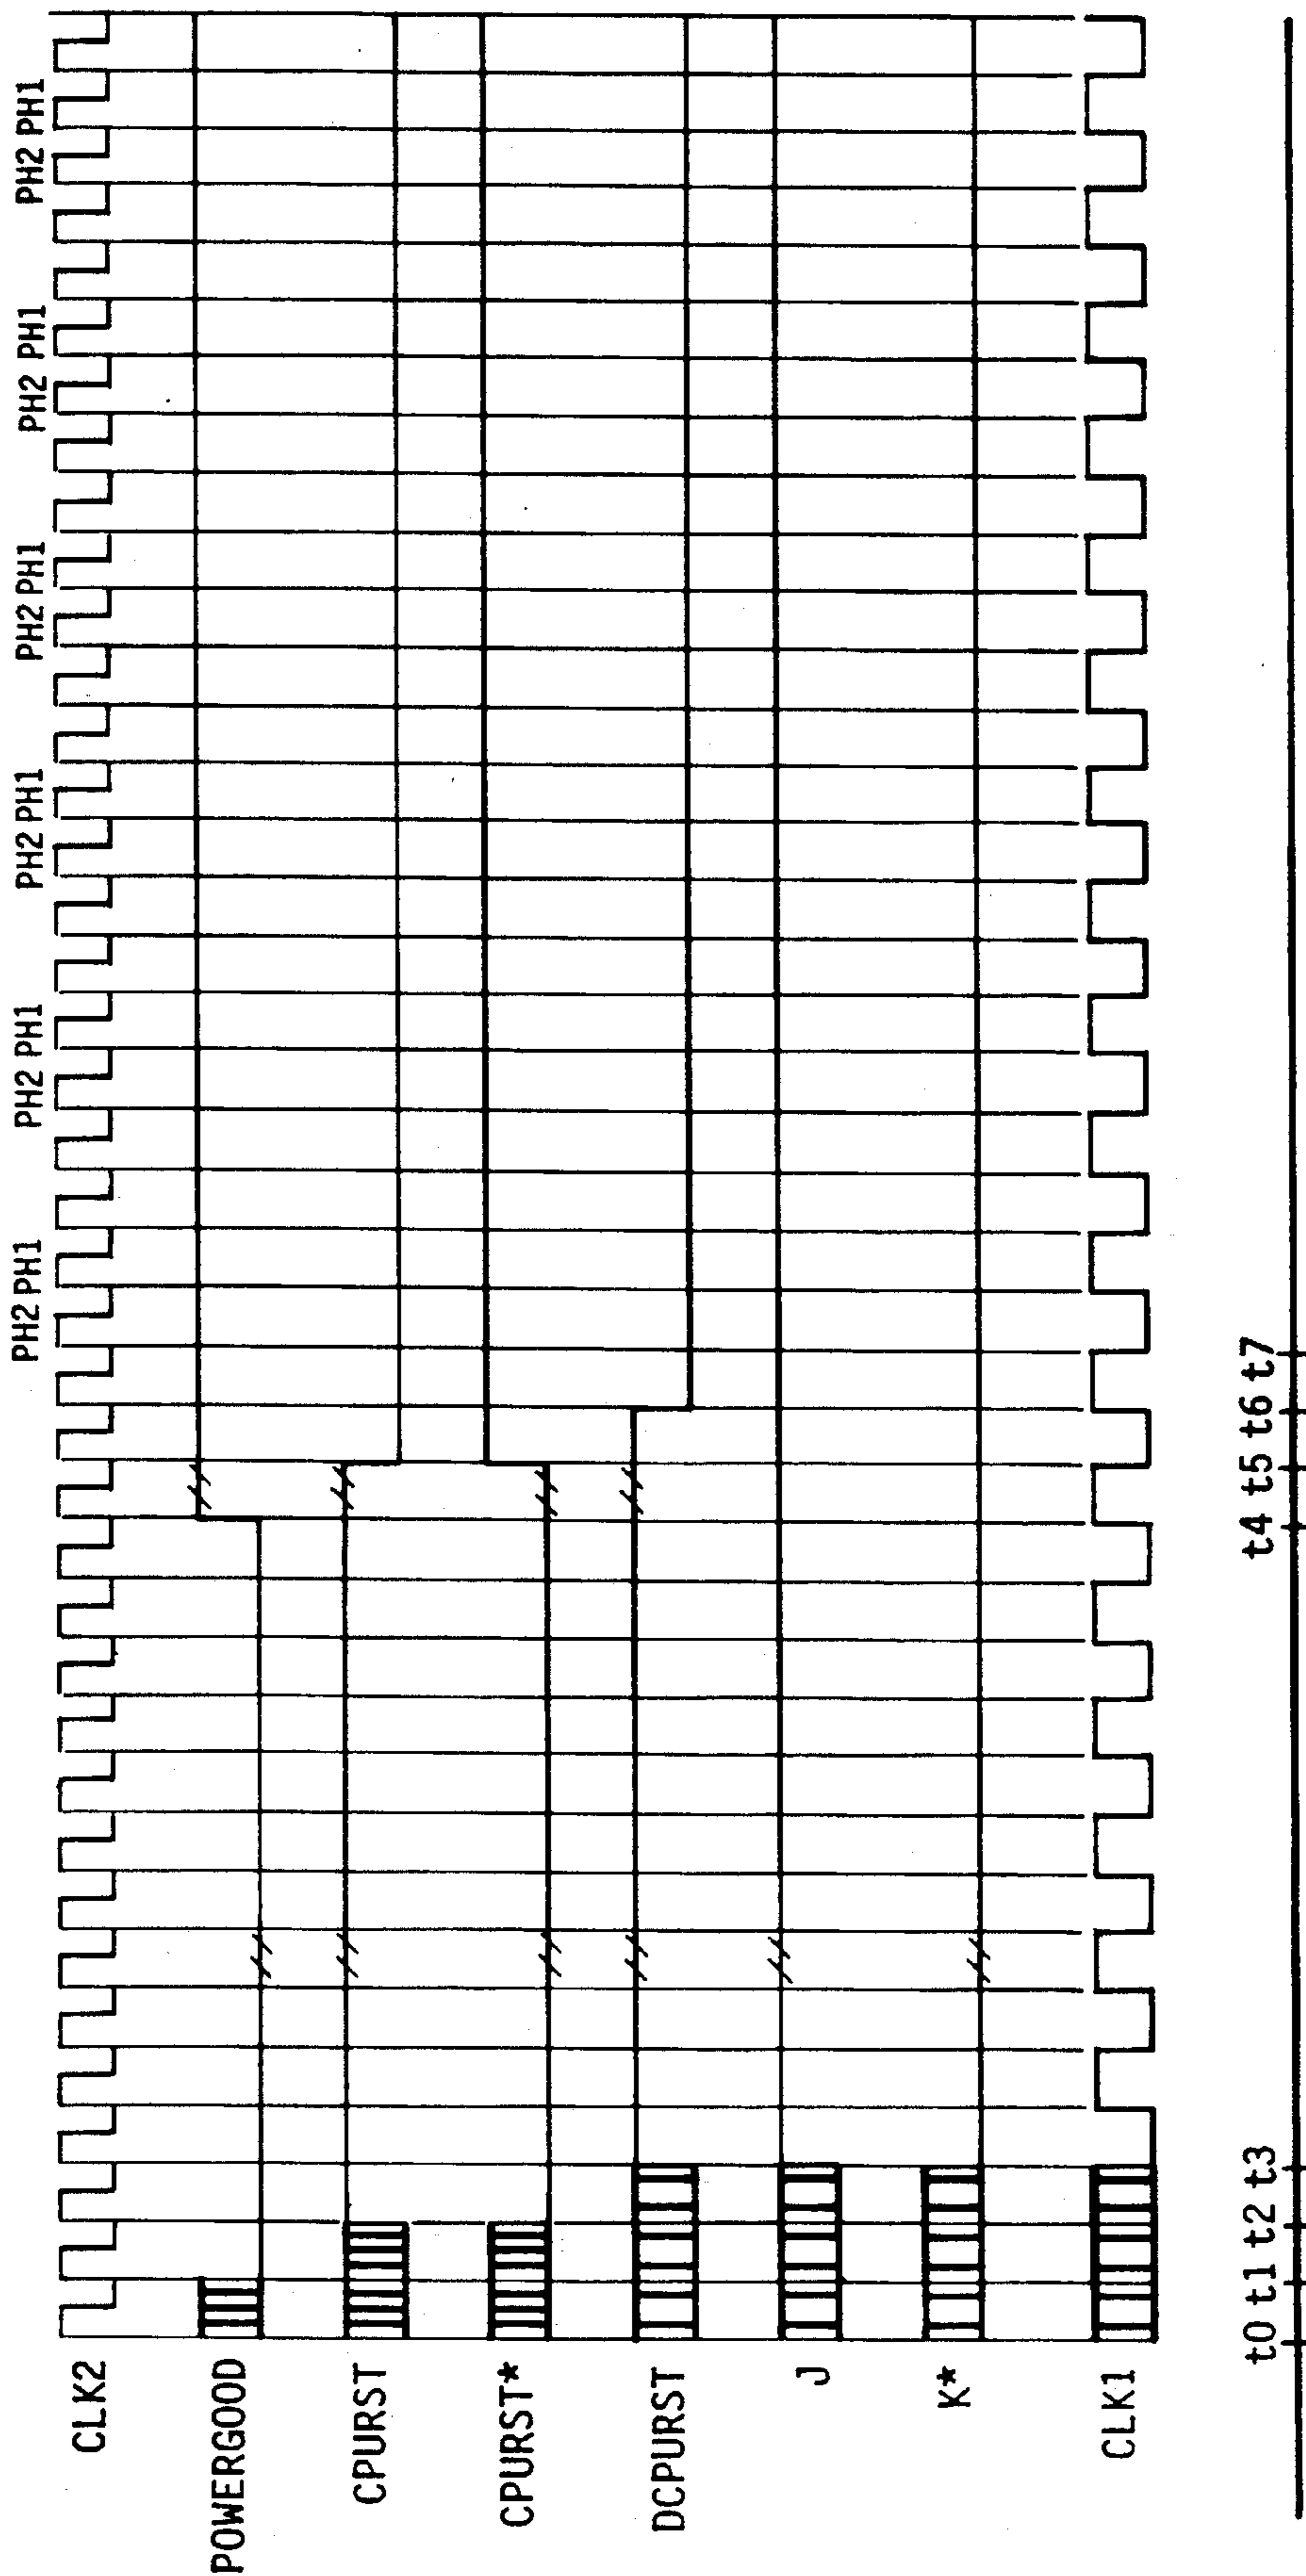 PH2 PH1 PH2 PH1 PH2 PH1 PH2 PH1 PH2 PH1 PH2 PH1
CLK2
POWERGOOD
CPURST
CPURST*
DCPURST
J
K*
CLK1
t0 t1 t2 t3 t4 t5 t6 t7